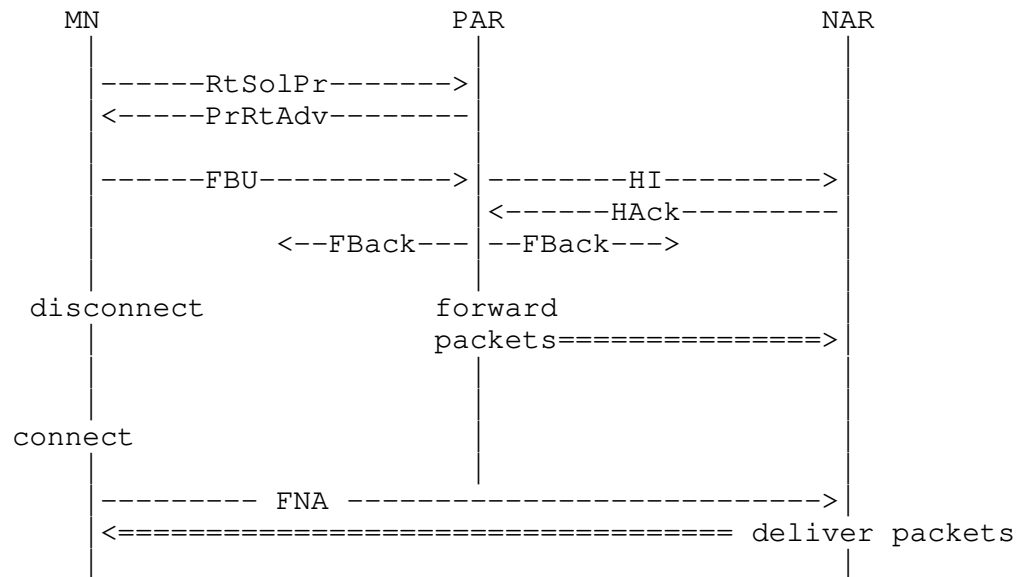 MN PAR NAR
------RtSolPr------->
<-----PrRtAdv--------
------FBU----------->|--------HI--------->
<------HAck---------
<--FBack---|--FBack--->
disconnect forward
packets===============>
connect
--------- FNA --------------------------->
<=================================== deliver packets